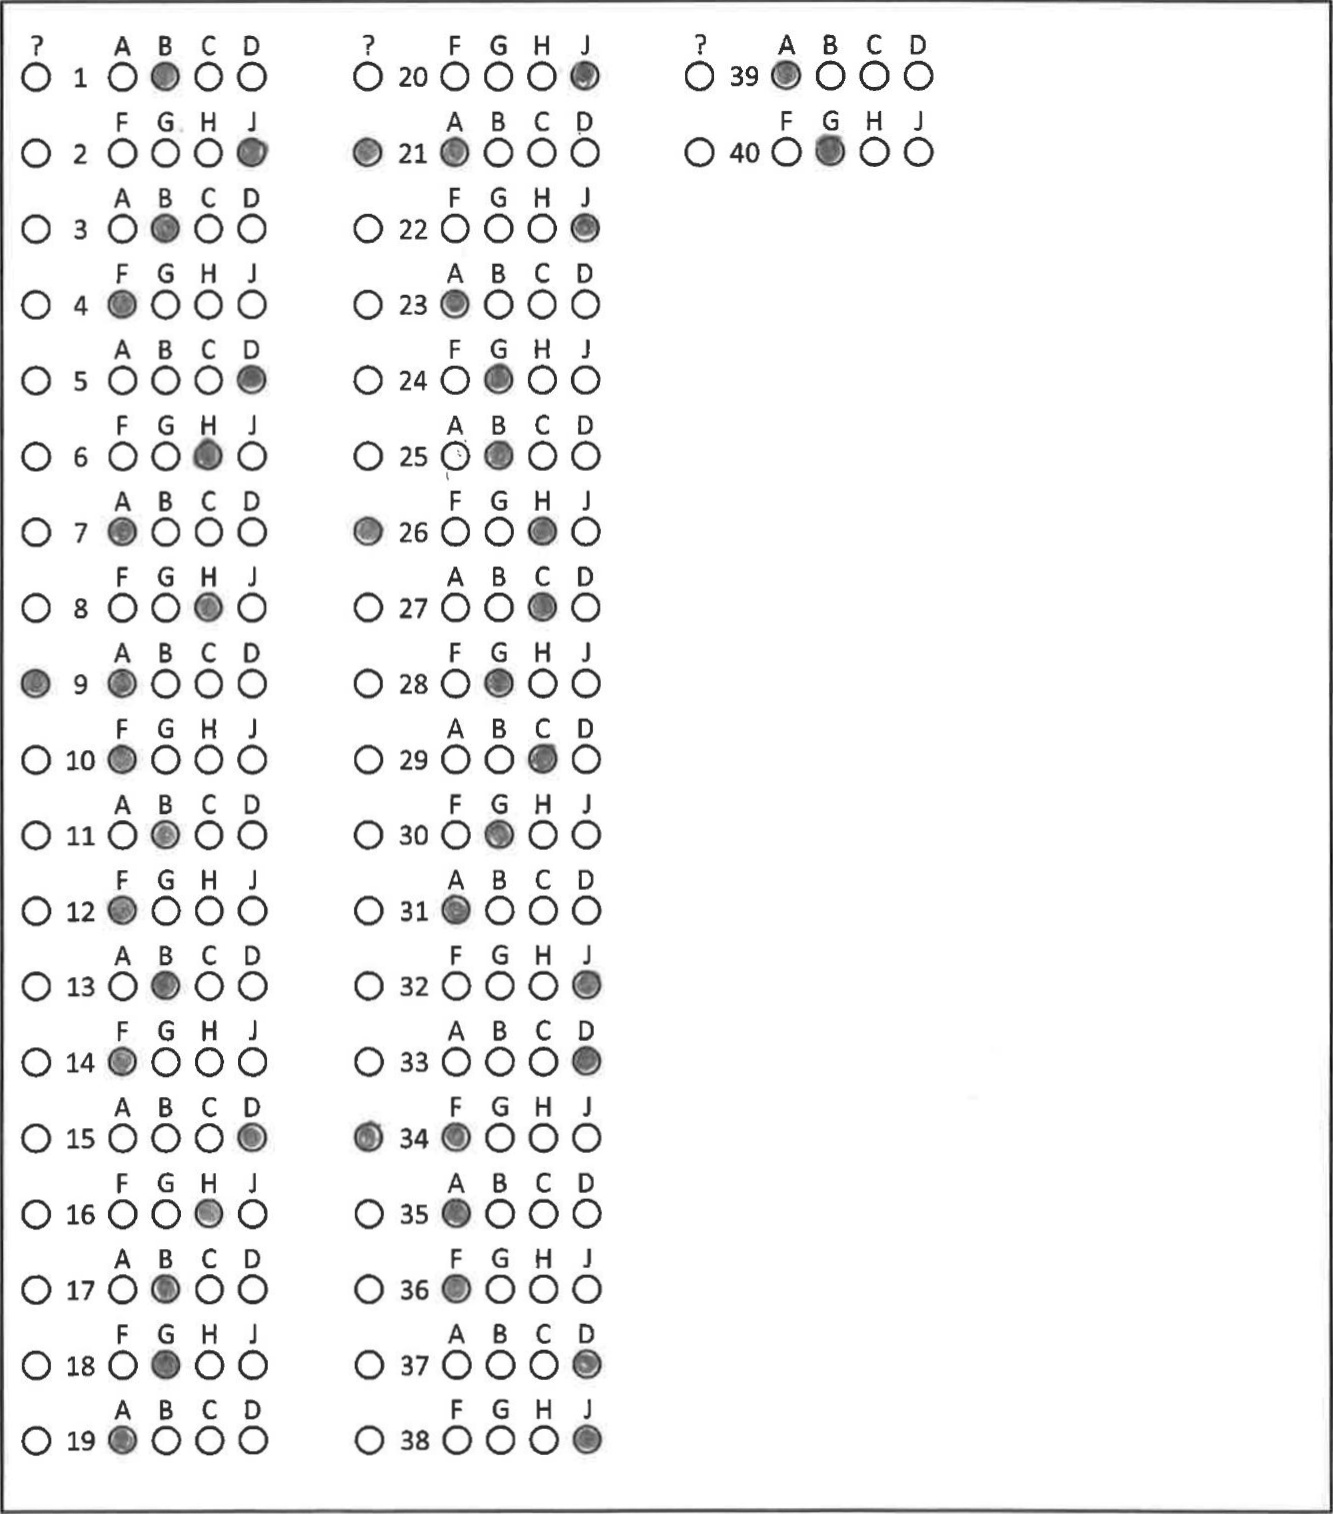 ? A B C D
1
F G H J
2
A B C D
3
F G H J
4
A B C D
5
F G H J
6
A B C D
7
F G H J
8
A B C D
9
F G H J
10
A B C D
11
F G H J
12
A B C D
13
F G H J
14
A B C D
15
F G H J
16
A B C D
17
F G H J
18
A B C D
19
? F G H J
20
A B C D
21
F G H J
22
A B C D
23
F G H J
24
A B C D
25
F G H J
26
A B C D
27
F G H J
28
A B C D
29
F G H J
30
A B C D
31
F G H J
32
A B C D
33
F G H J
34
A B C D
35
F G H J
36
A B C D
37
F G H J
38
? A B C D
39
F G H J
40